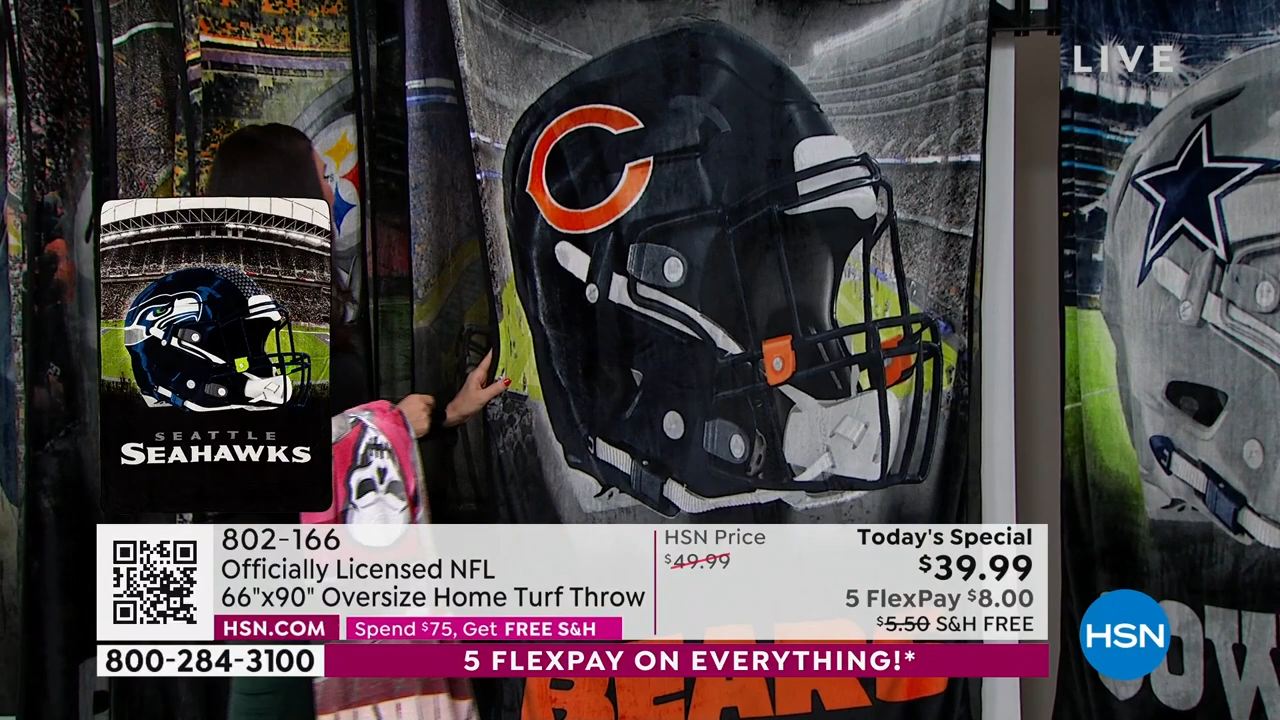 LIVE
SEATTLE
SEAHAWKS
802-166
Officially Licensed NFL
66"x90" Oversize Home Turf Throw
HSN.COM
Spend $75, Get FREE S&H
HSN Price
$49.99
Today's Special
$39.99
5 FlexPay $8.00
$5.50 S&H FREE
800-284-3100
5 FLEXPAY ON EVERYTHING!*
HSN
BEARS
COW